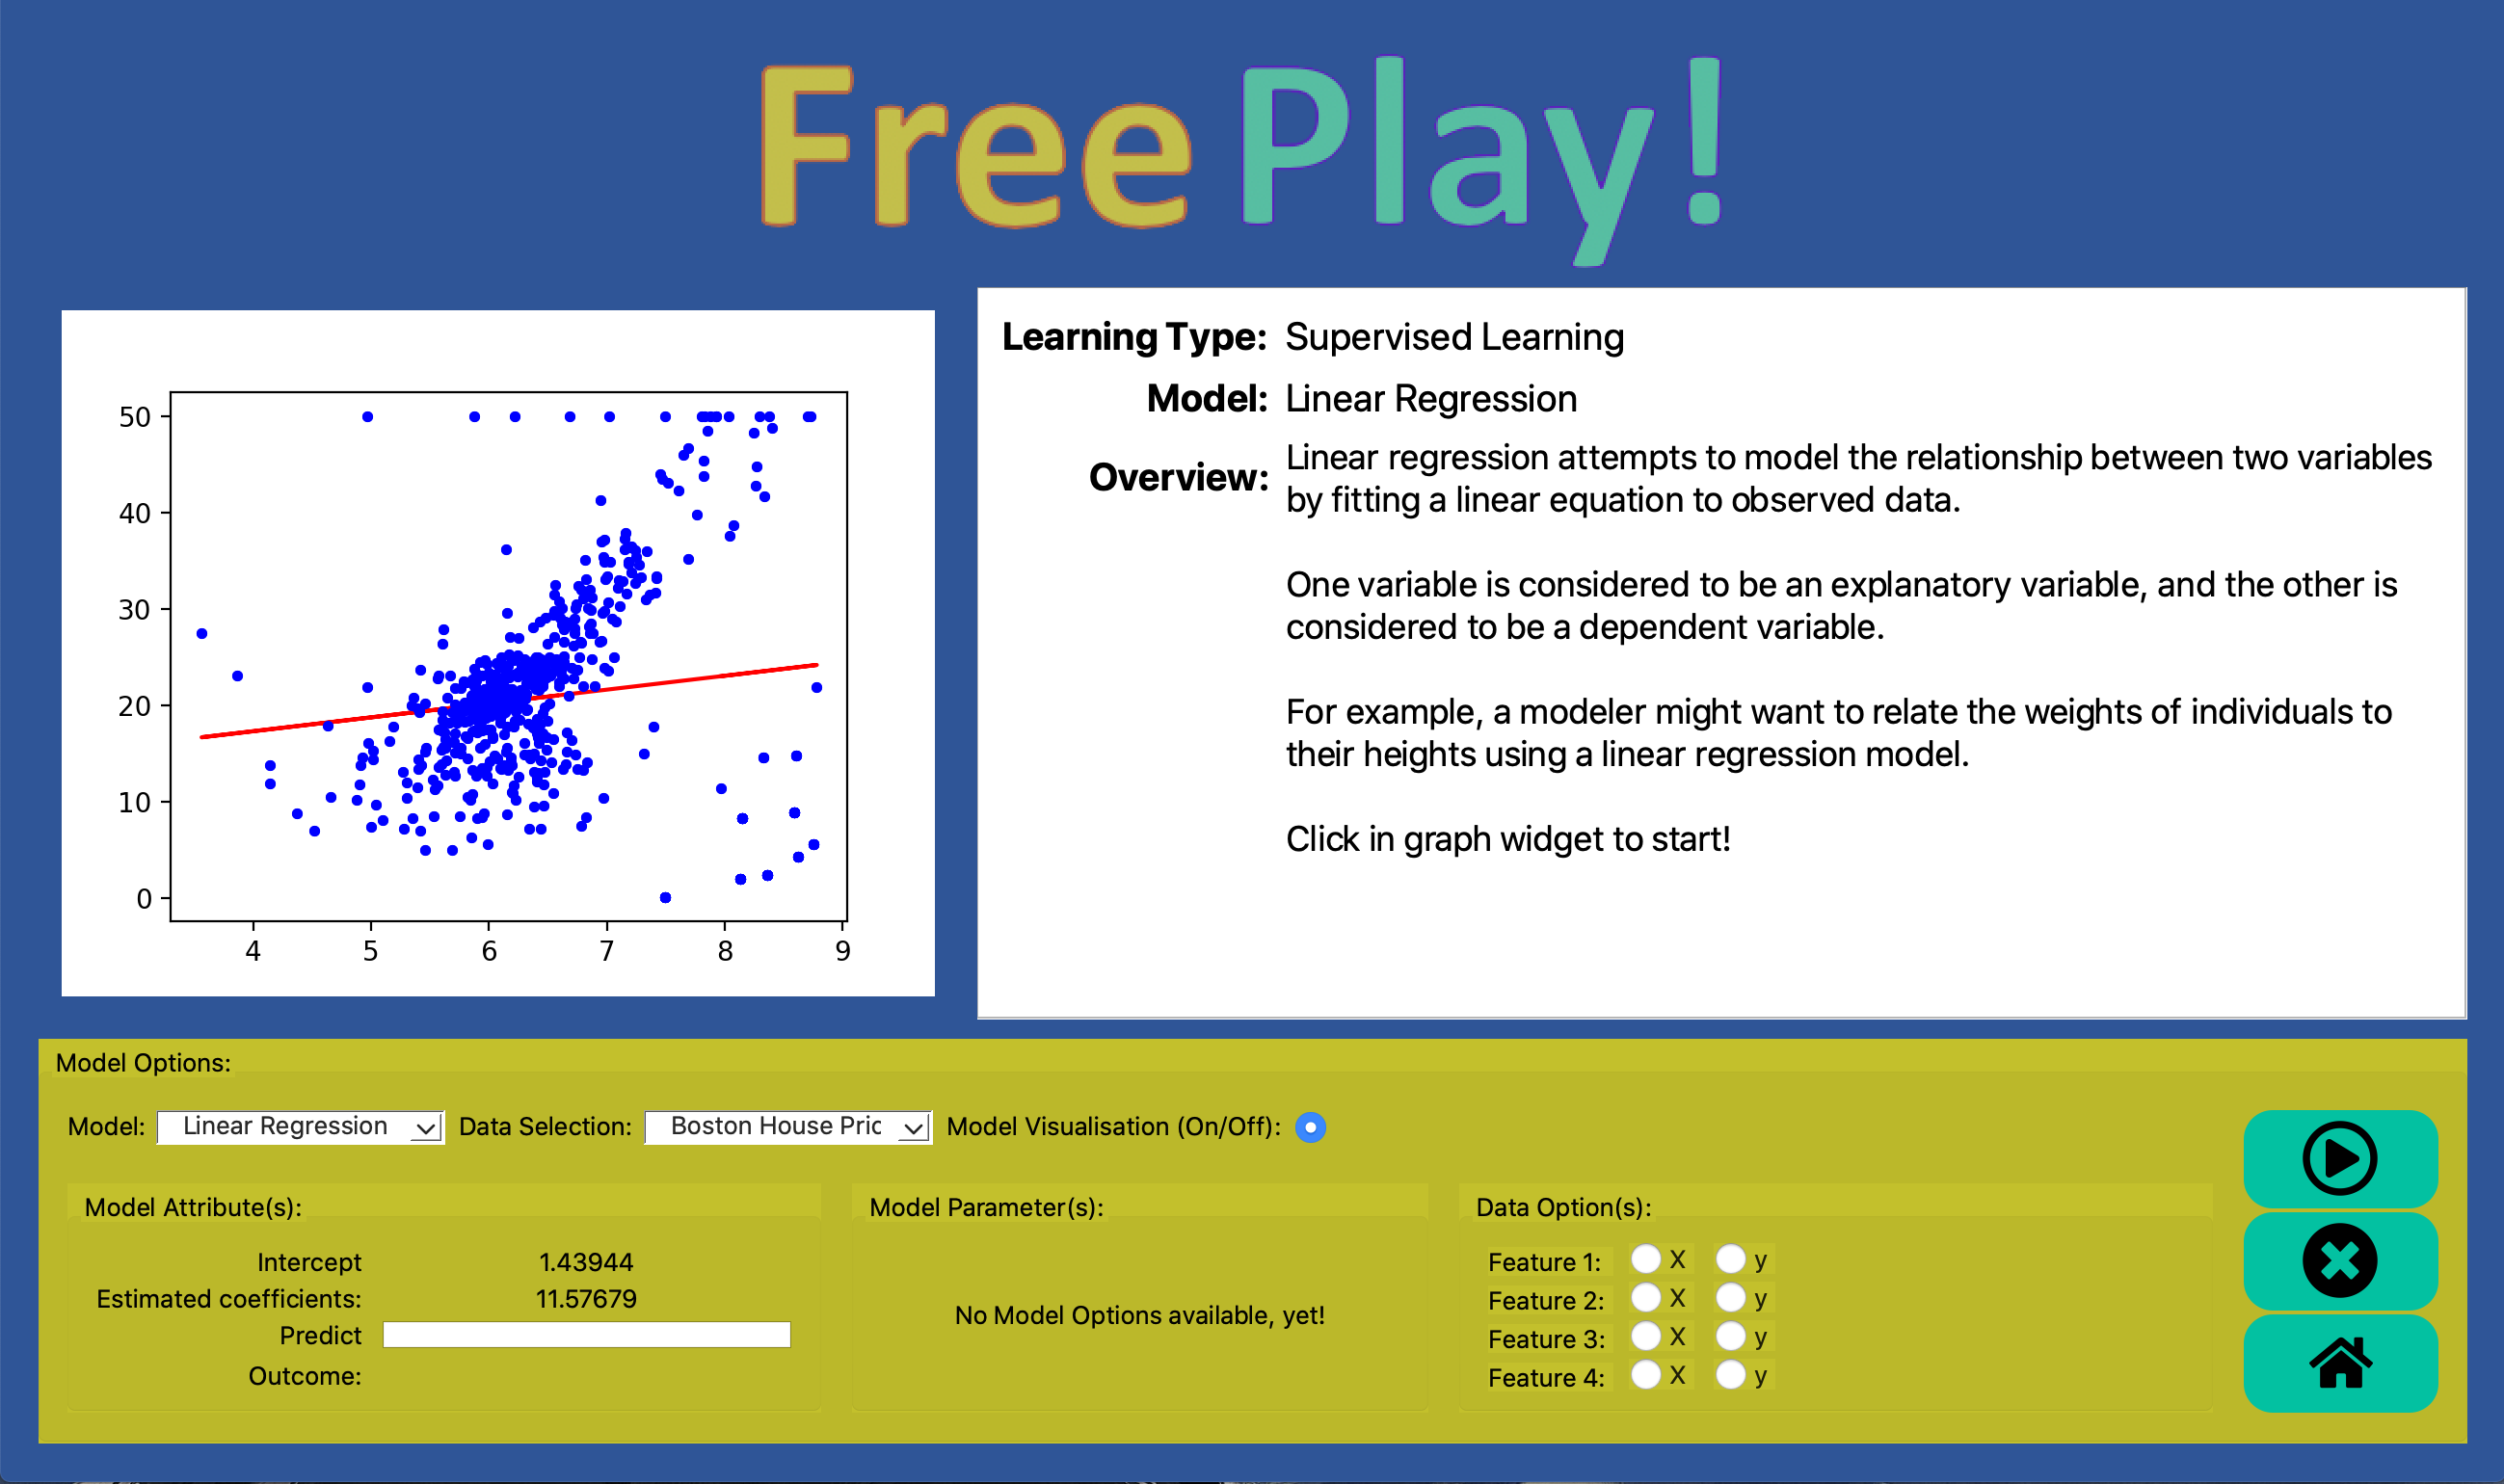 Free Play!
50
40
30
20
10
0
4 5 6 7 8 9
Learning Type: Supervised Learning
Model: Linear Regression
Overview: Linear regression attempts to model the relationship between two variables
by fitting a linear equation to observed data.
One variable is considered to be an explanatory variable, and the other is
considered to be a dependent variable.
For example, a modeler might want to relate the weights of individuals to
their heights using a linear regression model.
Click in graph widget to start!
Model Options:
Model: Linear Regression Data Selection: Boston House Pric Model Visualisation (On/Off):
Model Attribute(s):
Intercept 1.43944
Estimated coefficients: 11.57679
Predict
Outcome:
Model Parameter(s):
No Model Options available, yet!
Data Option(s):
Feature 1: X y
Feature 2: X y
Feature 3: X y
Feature 4: X y